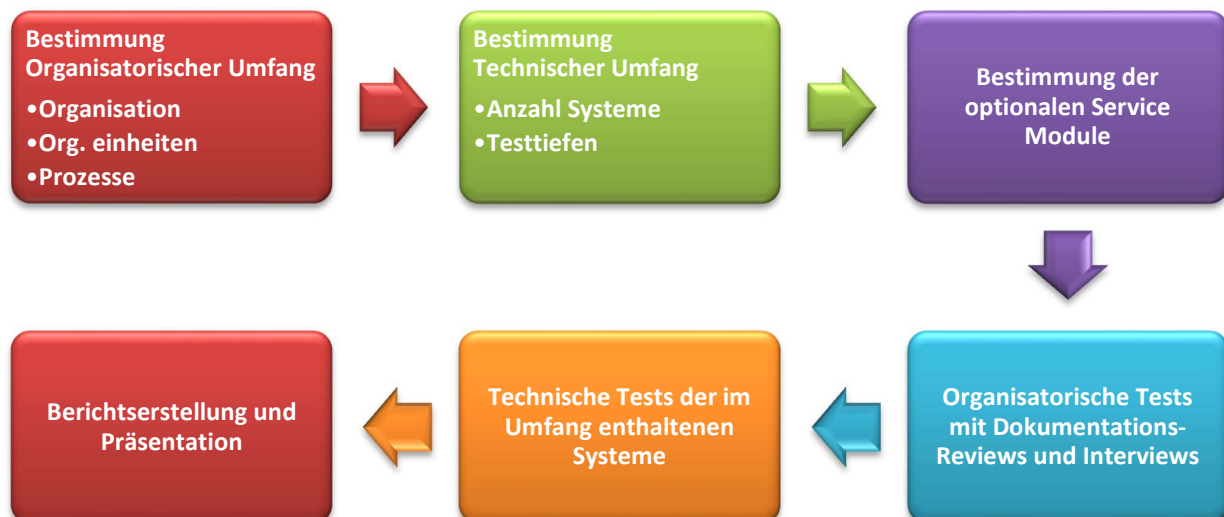 Bestimmung
Organisatorischer Umfang
•Organisation
•Org. einheiten
•Prozesse
Bestimmung
Technischer Umfang
•Anzahl Systeme
•Testtiefen
Bestimmung der
optionalen Service
Module
Organisatorische Tests
mit Dokumentations-
Reviews und Interviews
Technische Tests der im
Umfang enthaltenen
Systeme
Berichtserstellung und
Präsentation